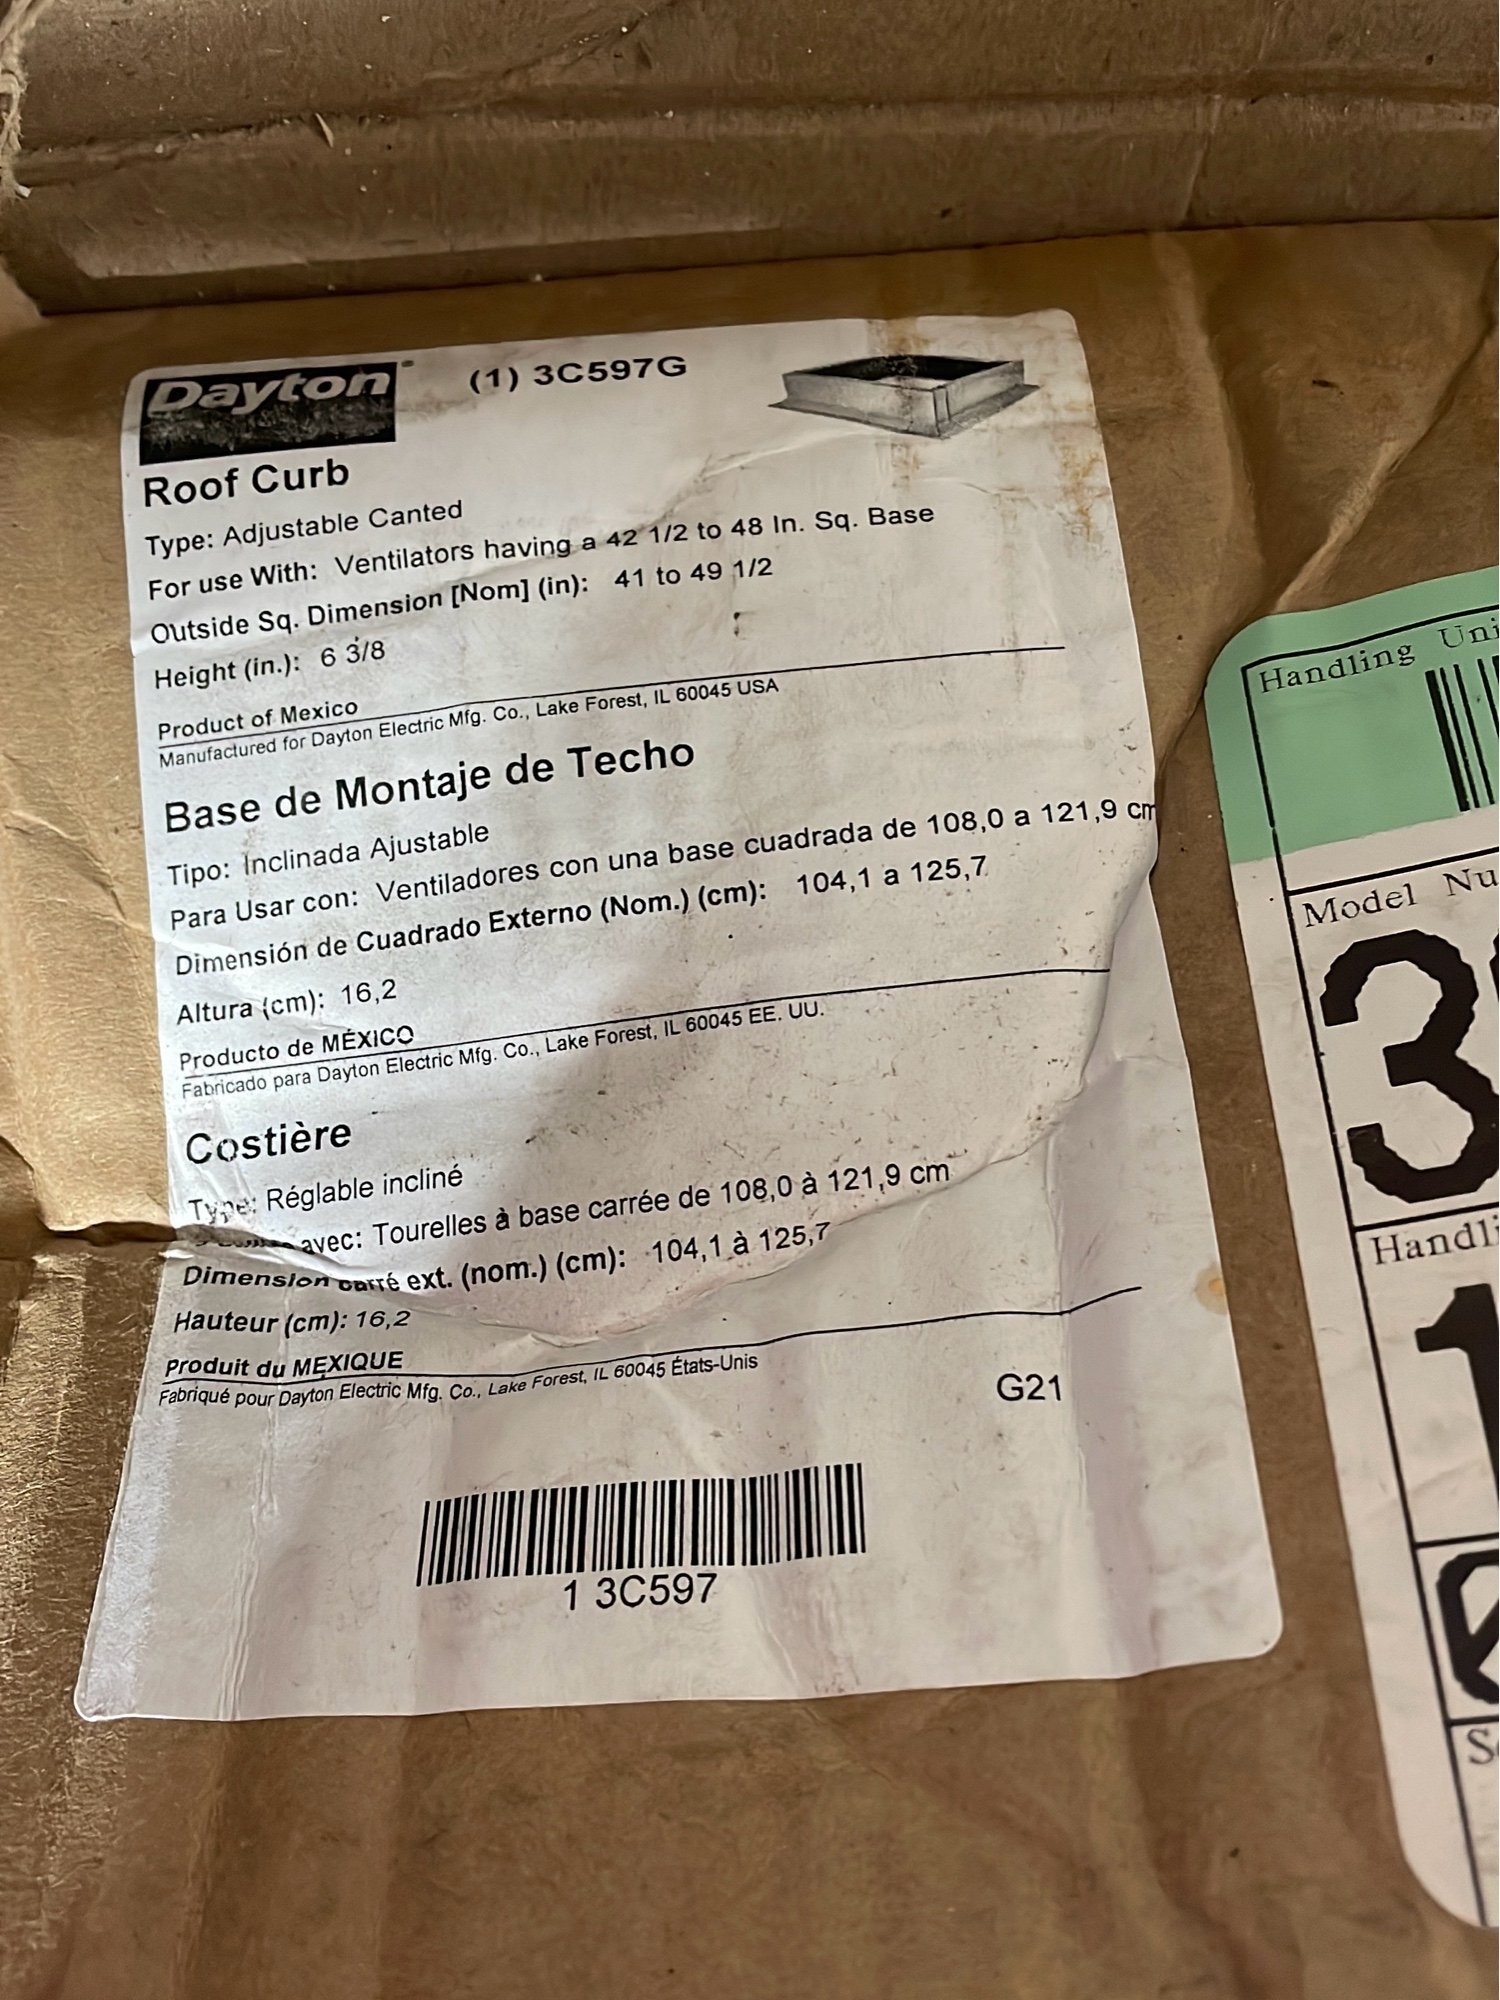 Dayton® (1) 3C597G
Roof Curb
Type: Adjustable Canted
For use With: Ventilators having a 42 1/2 to 48 In. Sq. Base
Outside Sq. Dimension [Nom] (in): 41 to 49 1/2
Height (in.): 6 3/8
Product of Mexico
Manufactured for Dayton Electric Mfg. Co., Lake Forest, IL 60045 USA
Base de Montaje de Techo
Tipo: Inclinada Ajustable
Para Usar con: Ventiladores con una base cuadrada de 108,0 a 121,9 cm
Dimensión de Cuadrado Externo (Nom.) (cm): 104,1 a 125,7
Altura (cm): 16,2
Producto de MÉXICO
Fabricado para Dayton Electric Mfg. Co., Lake Forest, IL 60045 EE. UU.
Costière
Type: Réglable incliné
avec: Tourelles à base carrée de 108,0 à 121,9 cm
Dimension carré ext. (nom.) (cm): 104,1 à 125,7
Hauteur (cm): 16,2
Produit du MEXIQUE
Fabriqué pour Dayton Electric Mfg. Co., Lake Forest, IL 60045 États-Unis
G21
1 3C597
Handling Uni
Model Nu
3
Handli
1